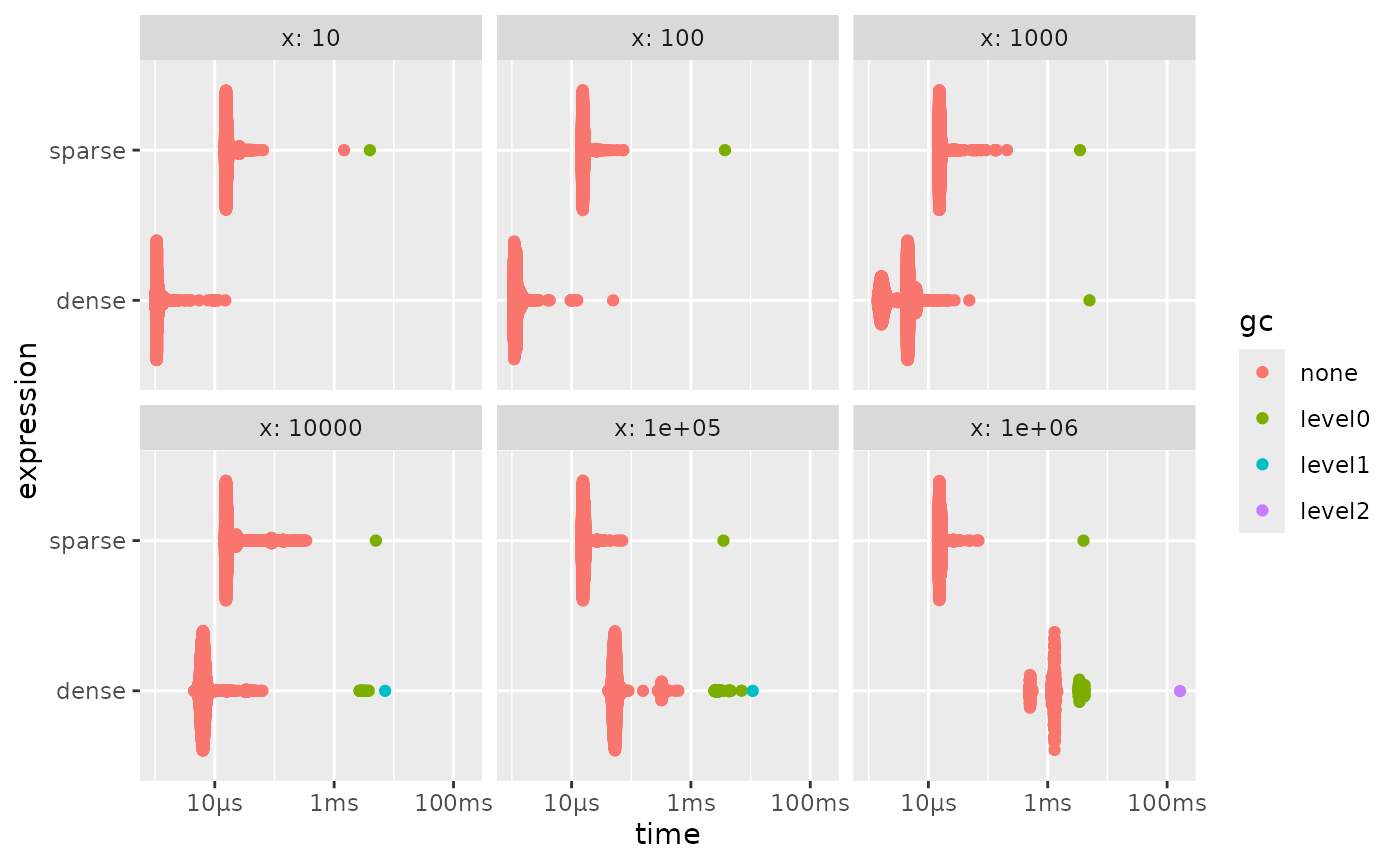 x: 10
x: 100
x: 1000
sparse
dense
x: 10000
x: 1e+05
x: 1e+06
sparse
dense
10µs
1ms
100ms
10µs
1ms
100ms
10µs
1ms
100ms
time
expression
gc
none
level0
level1
level2